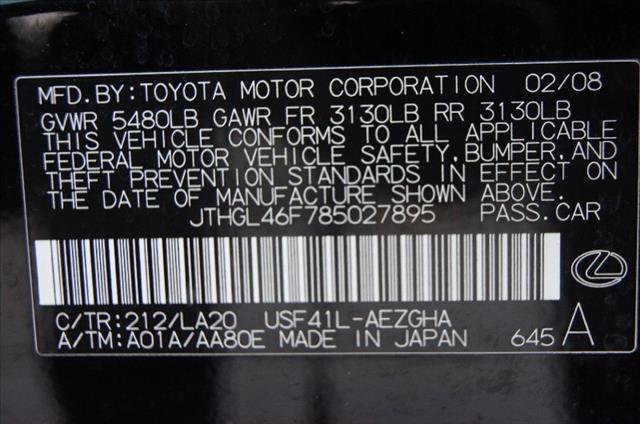 MFD.BY:TOYOTA MOTOR CORPORATION 02/08
GVWR 5480LB GAWR FR 3130LB RR 3130LB
THIS VEHICLE CONFORMS TO ALL APPLICABLE
FEDERAL MOTOR VEHICLE SAFETY,BUMPER,AND
THEFT PREVENTION STANDARDS IN EFFECT ON
THE DATE OF MANUFACTURE SHOWN ABOVE.
JTHGL46F785027895 PASS.CAR
C/TR:212/LA20 USF41L-AEZGHA
A/TM:A01A/AA80E MADE IN JAPAN 645 A